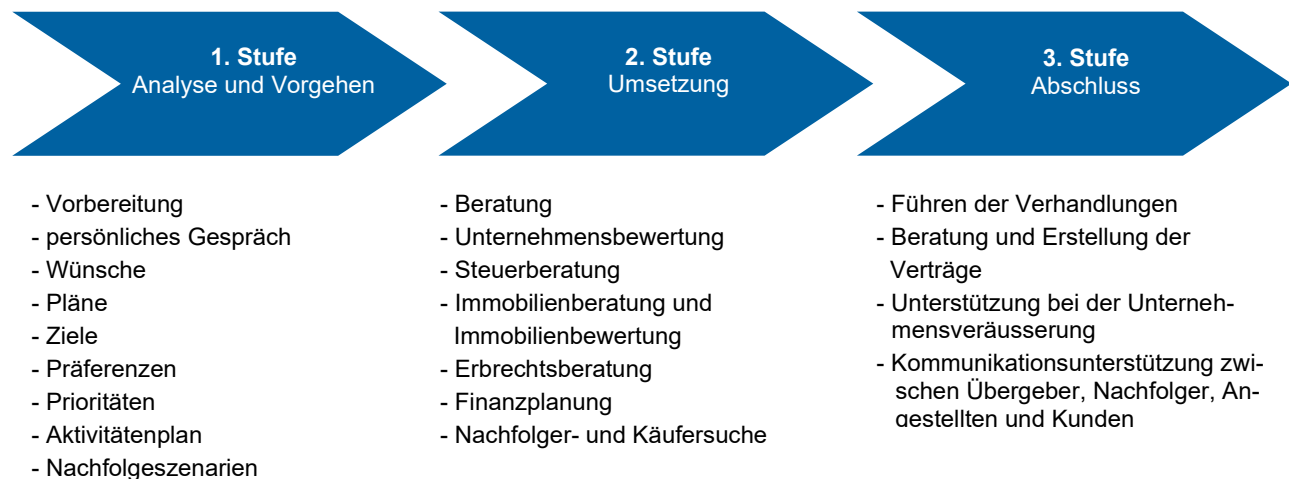 1. Stufe
Analyse und Vorgehen
- Vorbereitung
- persönliches Gespräch
- Wünsche
- Pläne
- Ziele
- Präferenzen
- Prioritäten
- Aktivitätenplan
- Nachfolgeszenarien
2. Stufe
Umsetzung
- Beratung
- Unternehmensbewertung
- Steuerberatung
- Immobilienberatung und
Immobilienbewertung
- Erbrechtsberatung
- Finanzplanung
- Nachfolger- und Käufersuche
3. Stufe
Abschluss
- Führen der Verhandlungen
- Beratung und Erstellung der
Verträge
- Unterstützung bei der Unterneh-
mensveräusserung
- Kommunikationsunterstützung zwi-
schen Übergeber, Nachfolger, An-
gestellten und Kunden